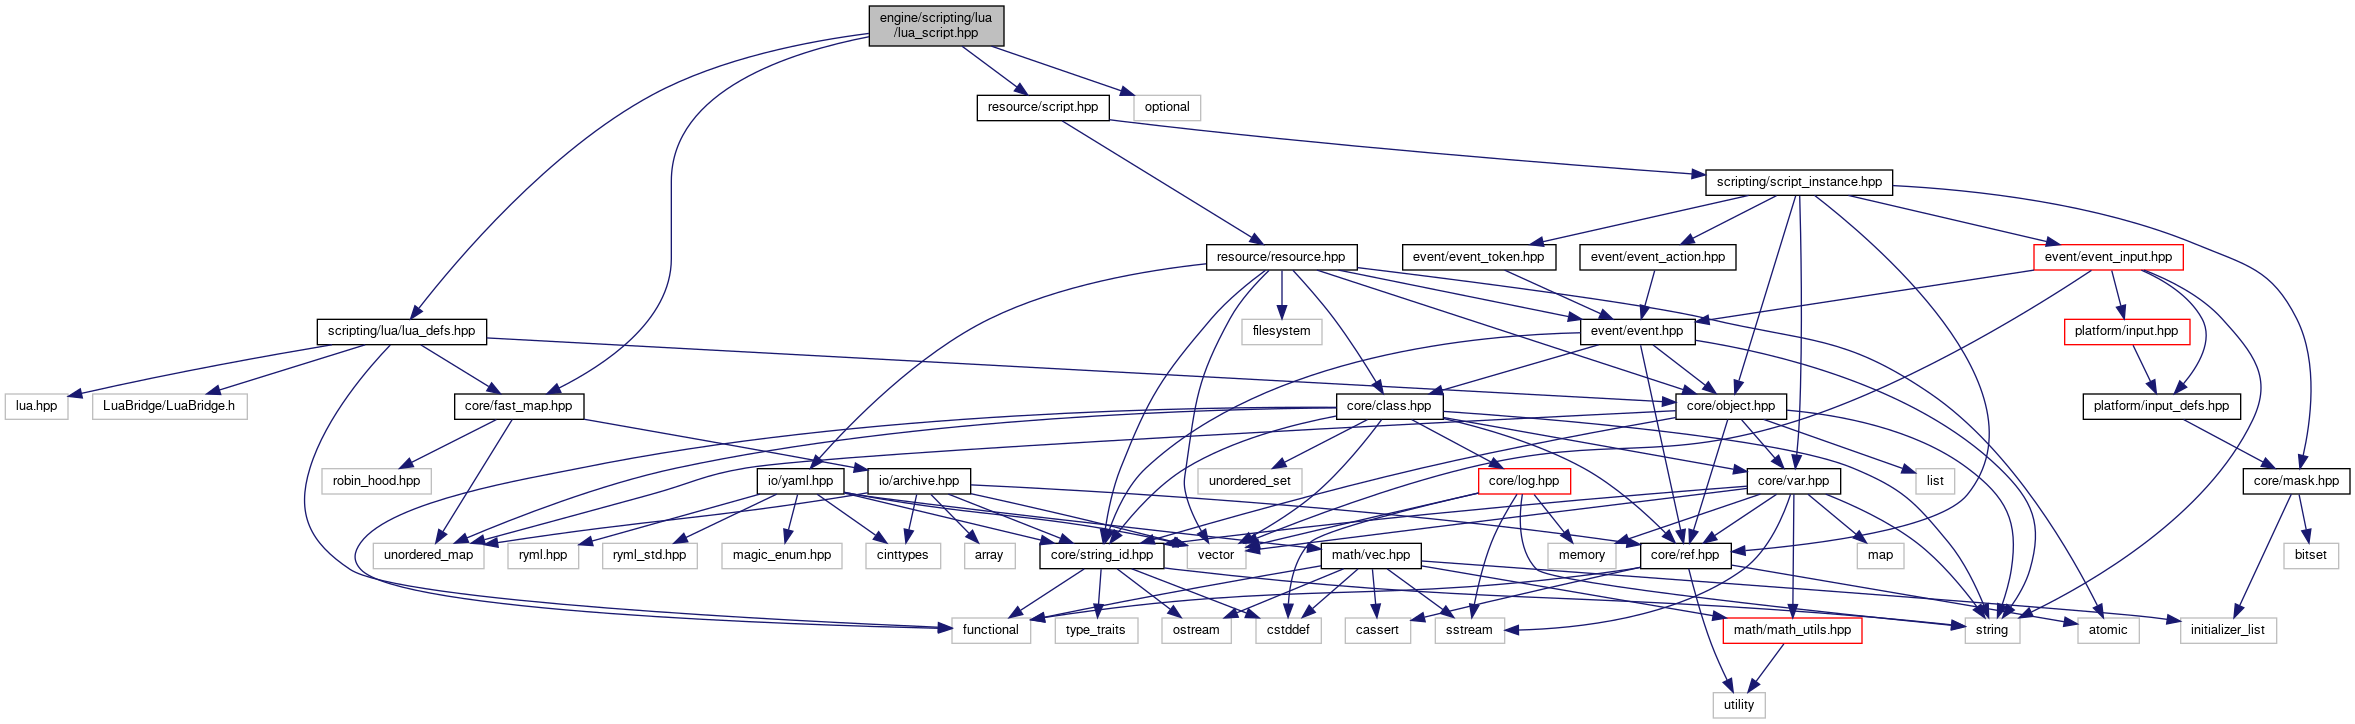 engine/scripting/lua
/lua_script.hpp
resource/script.hpp
optional
scripting/script_instance.hpp
resource/resource.hpp
event/event_token.hpp
event/event_action.hpp
event/event_input.hpp
scripting/lua/lua_defs.hpp
filesystem
event/event.hpp
platform/input.hpp
lua.hpp
LuaBridge/LuaBridge.h
core/fast_map.hpp
core/class.hpp
core/object.hpp
platform/input_defs.hpp
robin_hood.hpp
io/yaml.hpp
io/archive.hpp
unordered_set
core/log.hpp
core/var.hpp
list
core/mask.hpp
unordered_map
ryml.hpp
ryml_std.hpp
magic_enum.hpp
cinttypes
array
core/string_id.hpp
vector
math/vec.hpp
memory
core/ref.hpp
map
bitset
functional
type_traits
ostream
cstddef
cassert
sstream
math/math_utils.hpp
string
atomic
initializer_list
utility